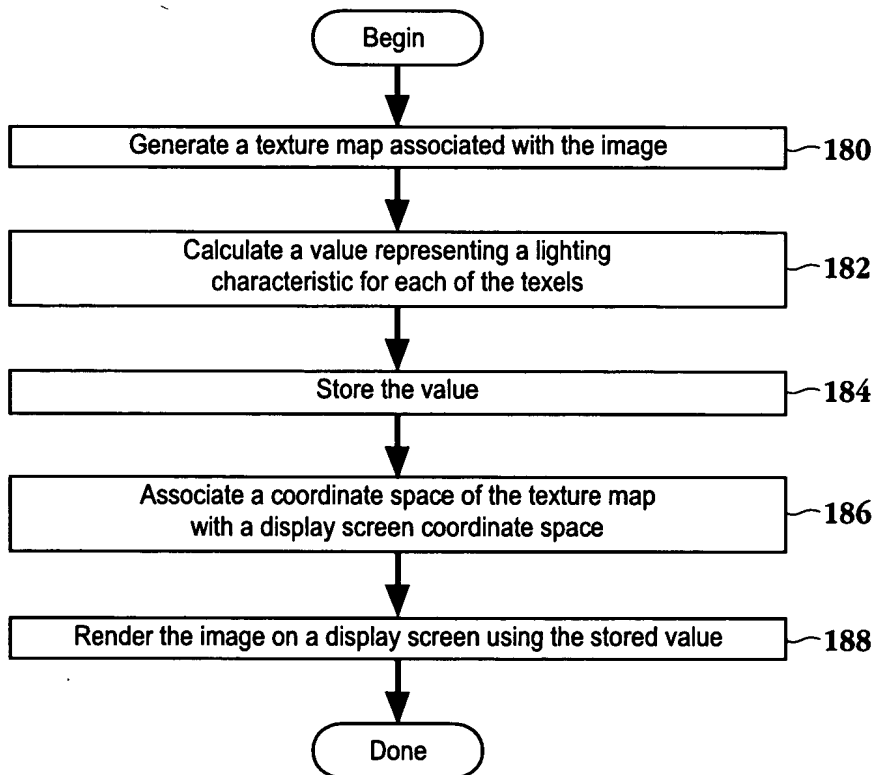 Begin
Generate a texture map associated with the image
180
Calculate a value representing a lighting
characteristic for each of the texels
182
Store the value
184
Associate a coordinate space of the texture map
with a display screen coordinate space
186
Render the image on a display screen using the stored value
188
Done